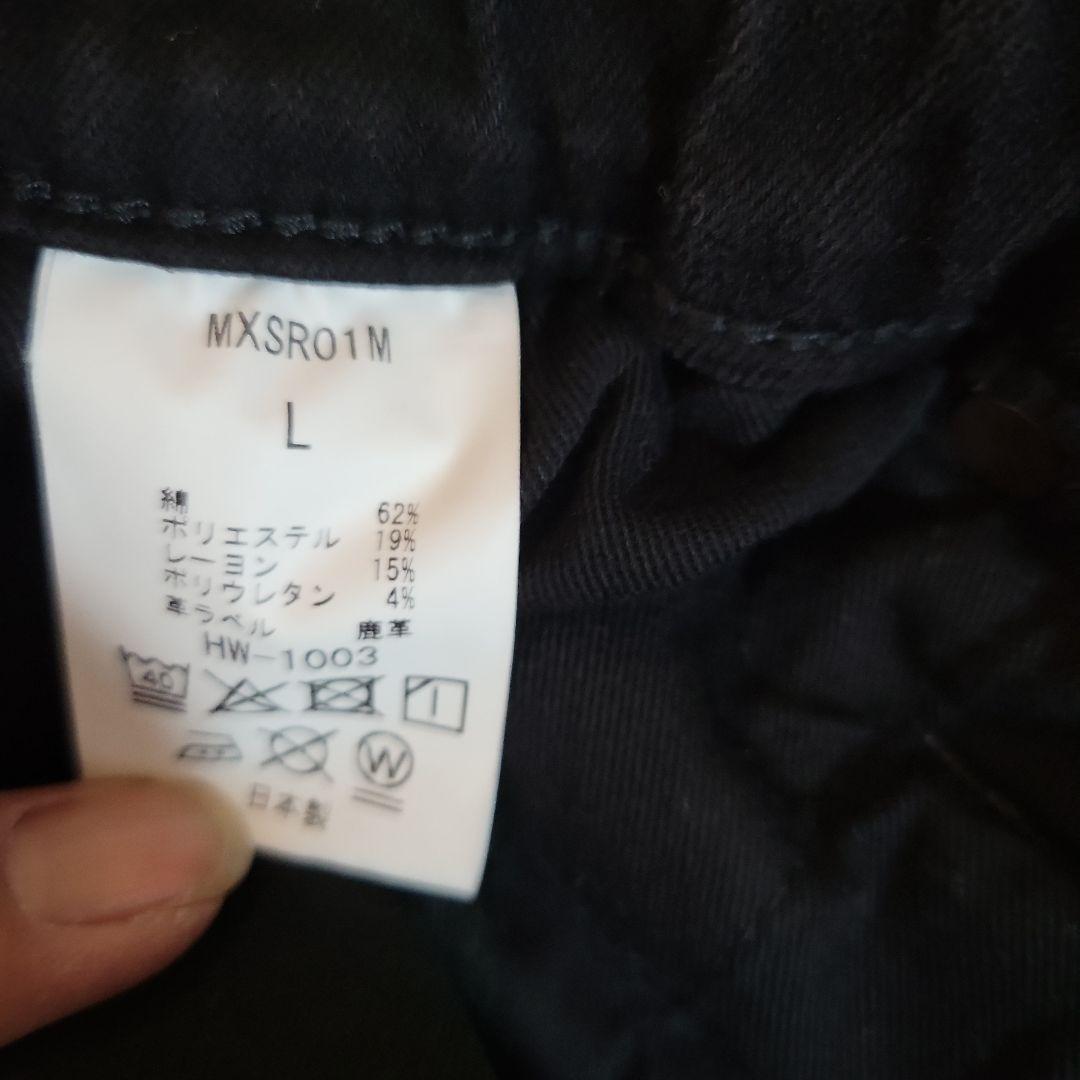 MXSR01M
L
綿 62%
ポリエステル 19%
レーヨン 15%
ポリウレタン 4%
革ラベル 鹿革
HW-1003
40
W
日本製